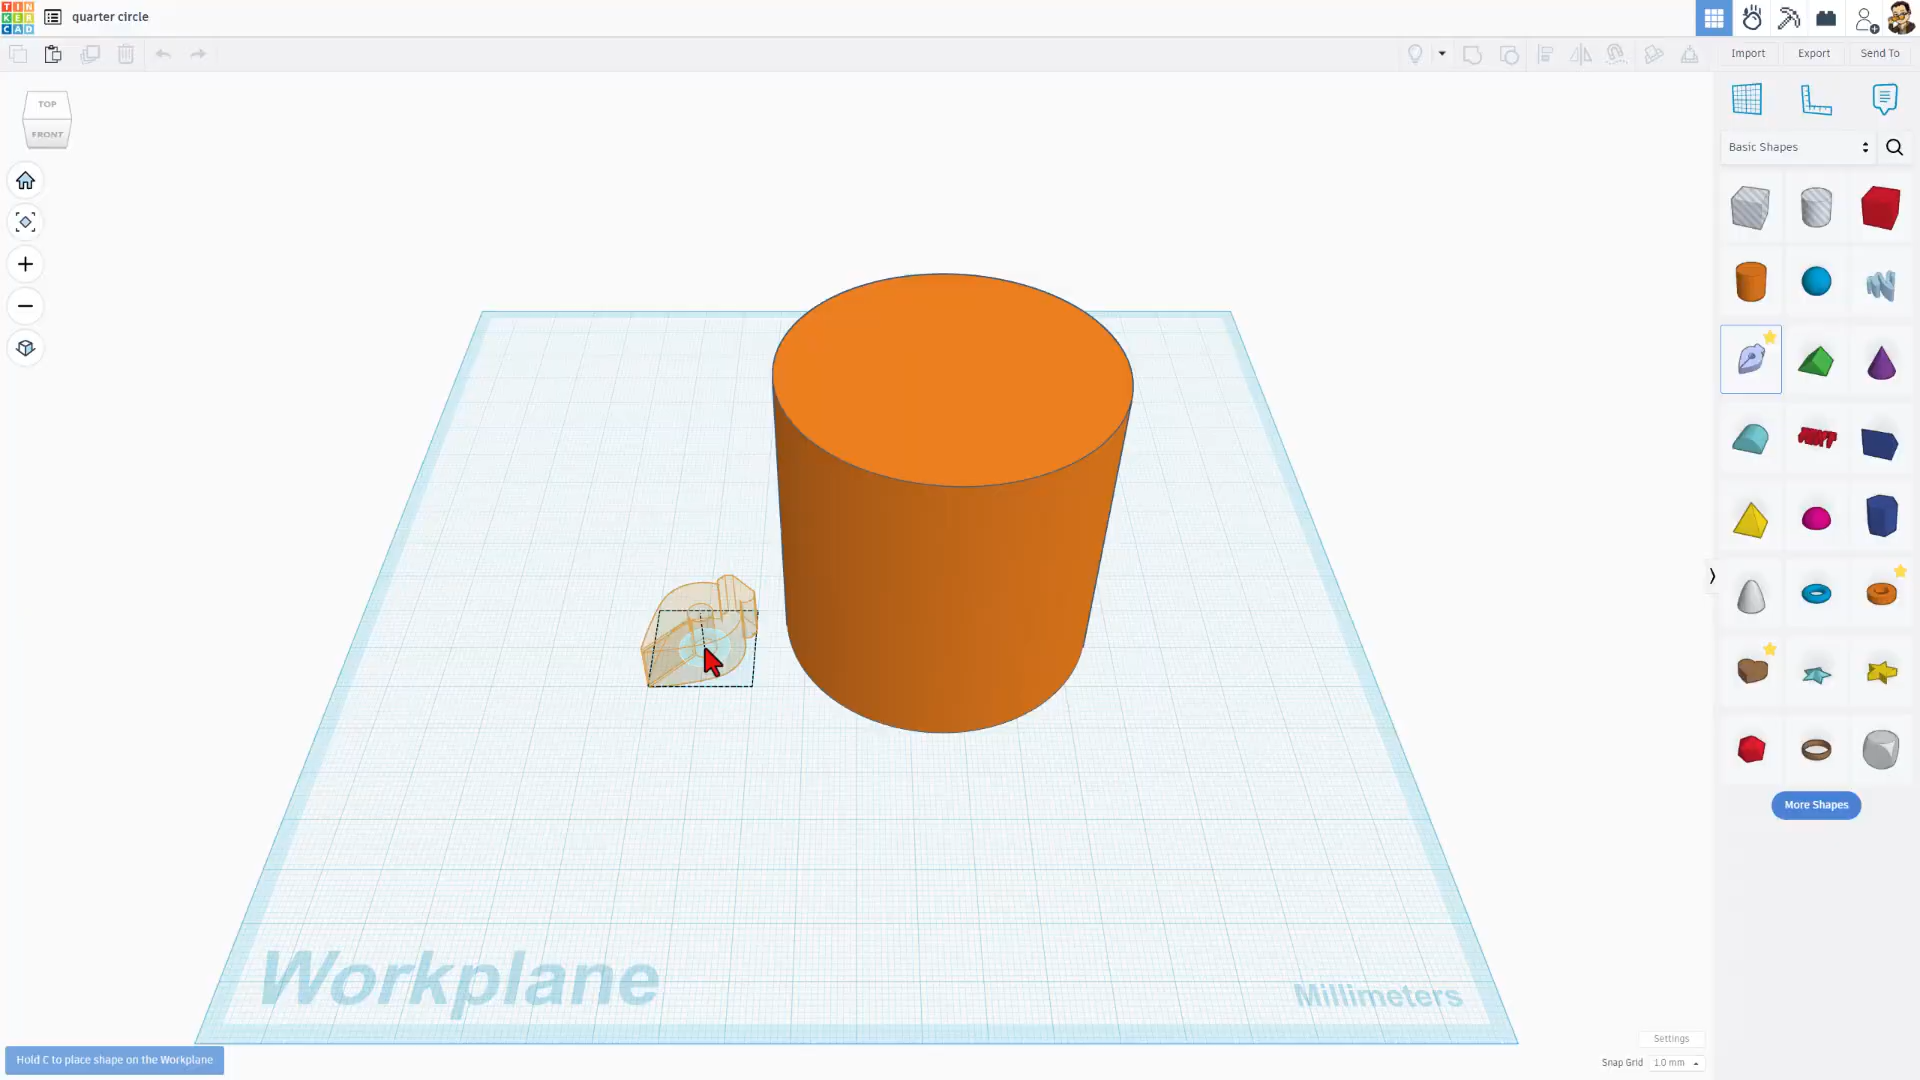 TIN
KER
CAD
quarter circle
Import
Export
Send To
TOP
FRONT
Basic Shapes
More Shapes
Workplane
Millimeters
Settings
Hold C to place shape on the Workplane
Snap Grid
1.0 mm